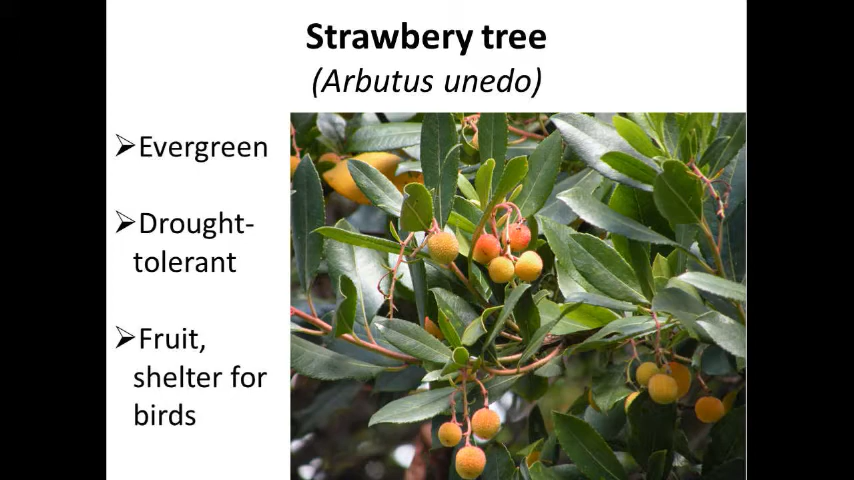 Strawbery tree
(Arbutus unedo)
➢Evergreen
➢Drought-
tolerant
➢Fruit,
shelter for
birds